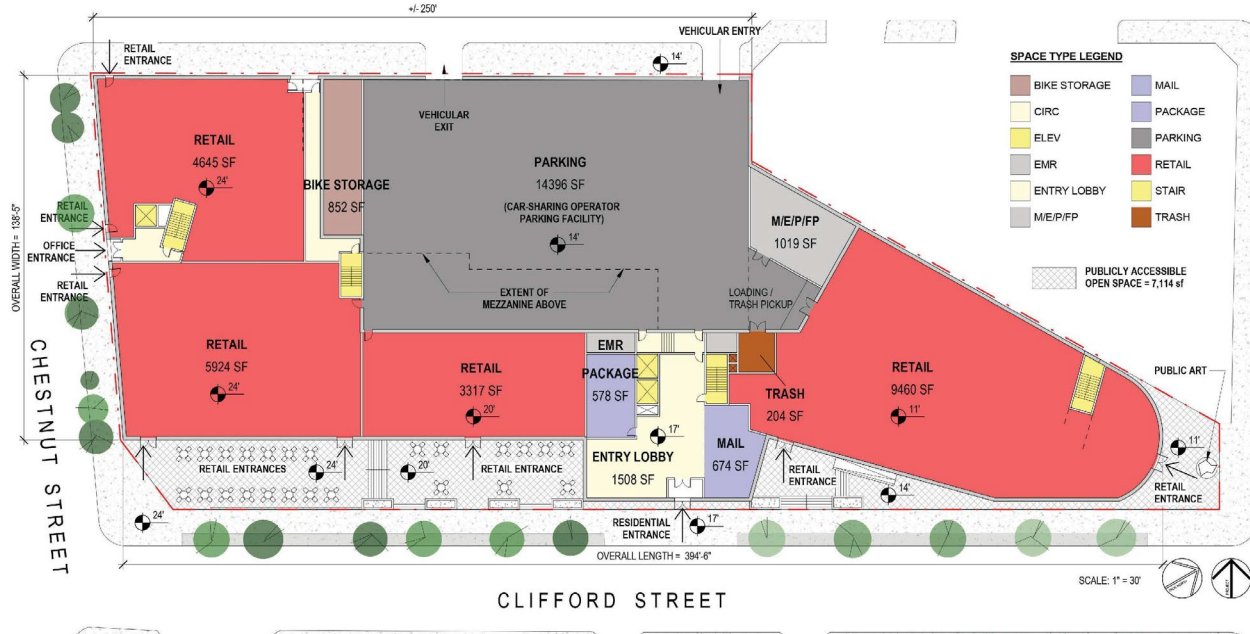 +/- 250'
VEHICULAR ENTRY
RETAIL
ENTRANCE
14'
SPACE TYPE LEGEND
BIKE STORAGE
MAIL
CIRC
PACKAGE
ELEV
PARKING
EMR
RETAIL
ENTRY LOBBY
STAIR
M/E/P/FP
TRASH
PUBLICLY ACCESSIBLE
OPEN SPACE = 7,114 sf
VEHICULAR
EXIT
RETAIL
4645 SF
24'
BIKE STORAGE
852 SF
PARKING
14396 SF
(CAR-SHARING OPERATOR
PARKING FACILITY)
14'
M/E/P/FP
1019 SF
OVERALL WIDTH = 138'-5"
RETAIL
ENTRANCE
OFFICE
ENTRANCE
RETAIL
ENTRANCE
EXTENT OF
MEZZANINE ABOVE
LOADING /
TRASH PICKUP
RETAIL
5924 SF
24'
RETAIL
3317 SF
20'
EMR
PACKAGE
578 SF
TRASH
204 SF
RETAIL
9460 SF
11'
PUBLIC ART
11'
17'
ENTRY LOBBY
1508 SF
MAIL
674 SF
RETAIL ENTRANCES
24'
20'
RETAIL ENTRANCE
RETAIL
ENTRANCE
14'
RETAIL
ENTRANCE
24'
RESIDENTIAL
ENTRANCE
17'
OVERALL LENGTH = 394'-6"
CHESTNUT STREET
CLIFFORD STREET
SCALE: 1" = 30'
PROJECT